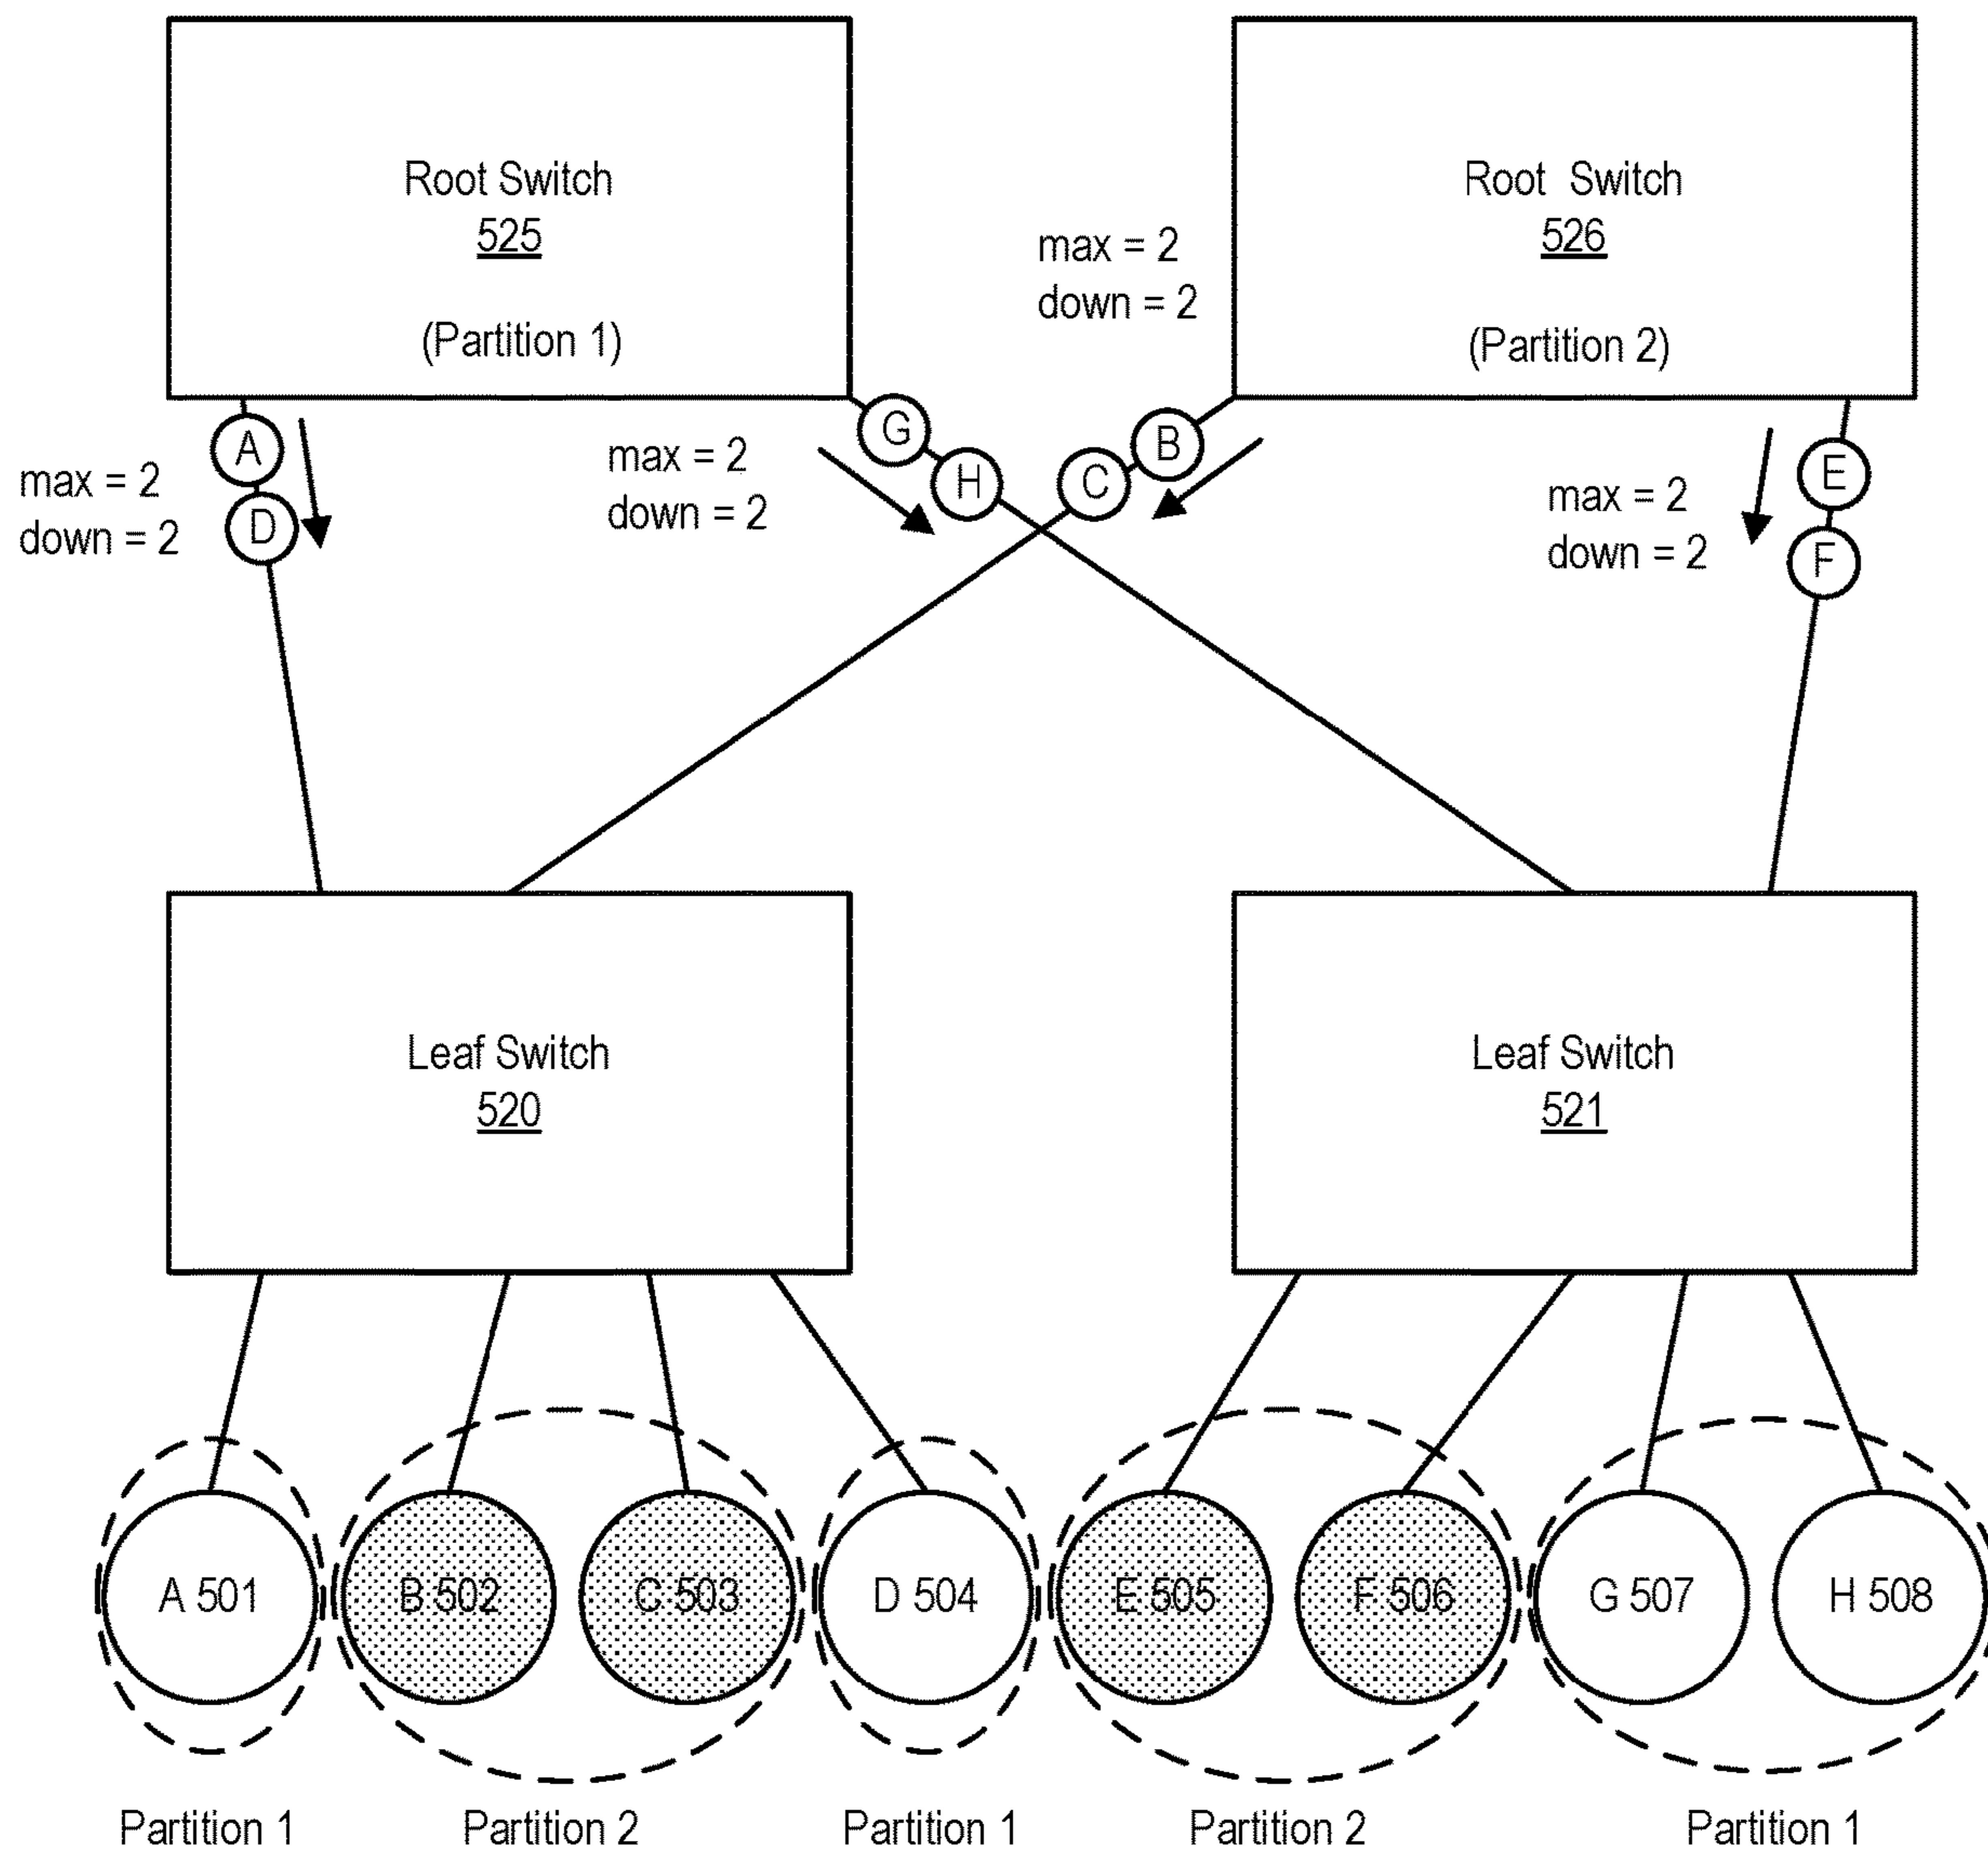 Root Switch
525
(Partition 1)
Root Switch
526
(Partition 2)
max = 2
down = 2
A
D
max = 2
down = 2
G
H
max = 2
down = 2
B
C
max = 2
down = 2
E
F
Leaf Switch
520
Leaf Switch
521
A 501
B 502
C 503
D 504
E 505
F 506
G 507
H 508
Partition 1
Partition 2
Partition 1
Partition 2
Partition 1